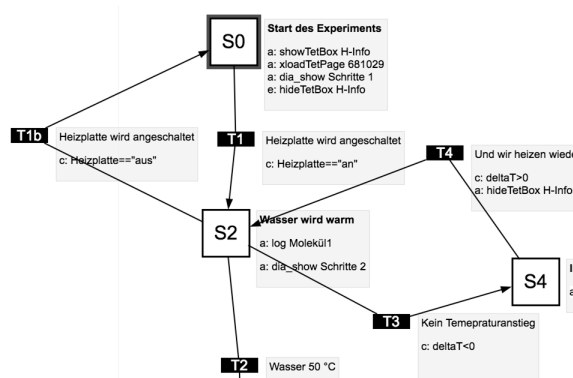 S0
Start des Experiments
a: showTetBox H-Info
a: xloadTetPage 681029
a: dia_show Schritte 1
e: hideTetBox H-Info
T1b
Heizplatte wird angeschaltet
c: Heizplatte=="aus"
T1
Heizplatte wird angeschaltet
c: Heizplatte=="an"
T4
Und wir heizen wiede
c: deltaT>0
a: hideTetBox H-Info
S2
Wasser wird warm
a: log Molekül1
a: dia_show Schritte 2
S4
T3
Kein Temepraturanstieg
c: deltaT<0
T2
Wasser 50 °C